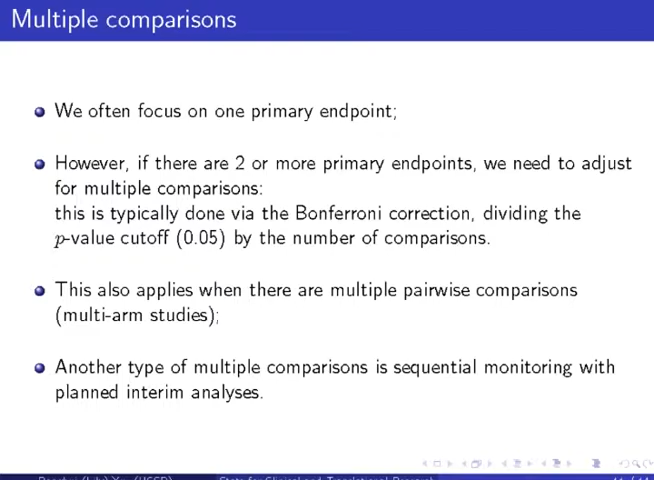 Multiple comparisons
We often focus on one primary endpoint;
However, if there are 2 or more primary endpoints, we need to adjust
for multiple comparisons:
this is typically done via the Bonferroni correction, dividing the
p-value cutoff (0.05) by the number of comparisons.
This also applies when there are multiple pairwise comparisons
(multi-arm studies);
Another type of multiple comparisons is sequential monitoring with
planned interim analyses.